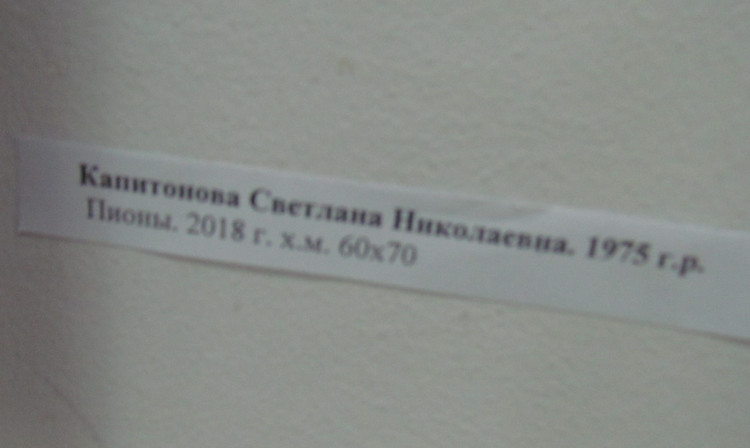 Капитонова Светлана Николаевна. 1975 г.р.
Пионы. 2018 г. х.м. 60х70